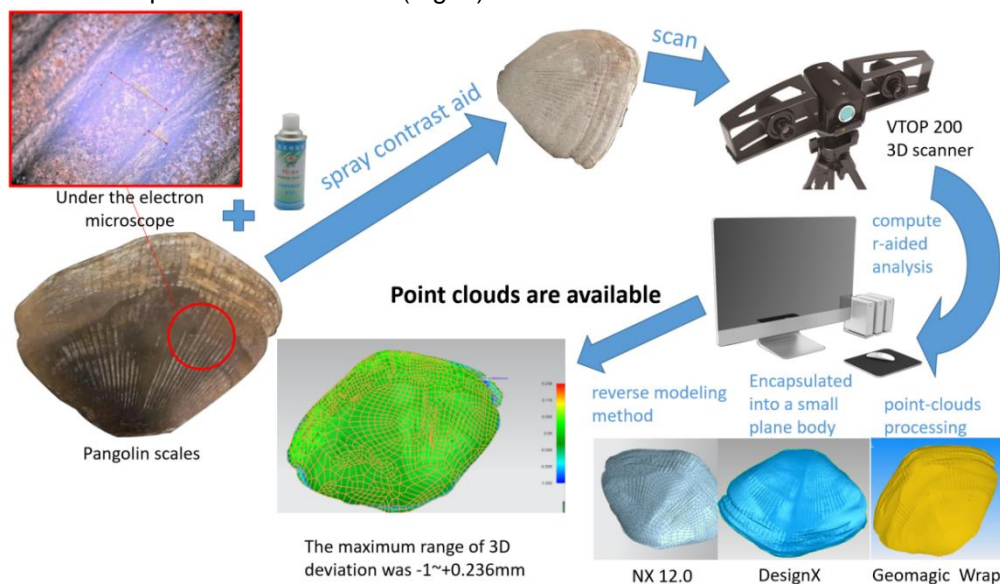 Under the electron
microscope
Pangolin scales
spray contrast aid
scan
VTOP 200
3D scanner
compute
r-aided
analysis
Point clouds are available
reverse modeling
method
Encapsulated
into a small
plane body
point-clouds
processing
The maximum range of 3D
deviation was -1~+0.236mm
NX 12.0
DesignX
Geomagic Wrap